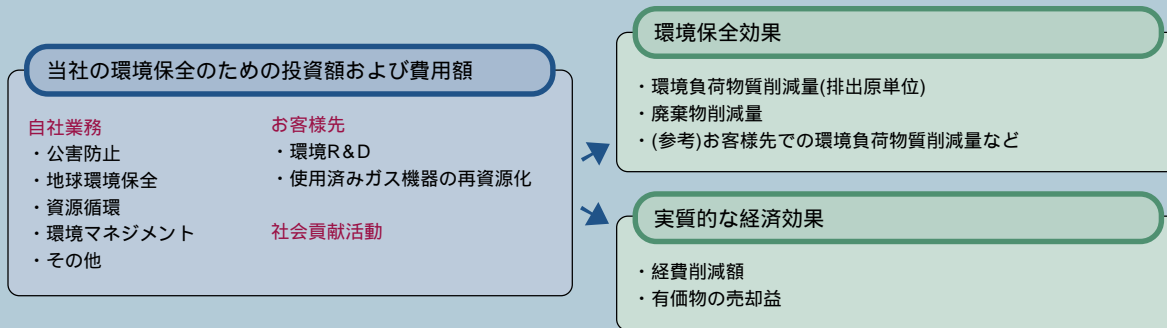 当社の環境保全のための投資額および費用額
自社業務
・公害防止
・地球環境保全
・資源循環
・環境マネジメント
・その他
お客様先
・環境R&D
・使用済みガス機器の再資源化
社会貢献活動
環境保全効果
・環境負荷物質削減量(排出原単位)
・廃棄物削減量
・(参考)お客様先での環境負荷物質削減量など
実質的な経済効果
・経費削減額
・有価物の売却益